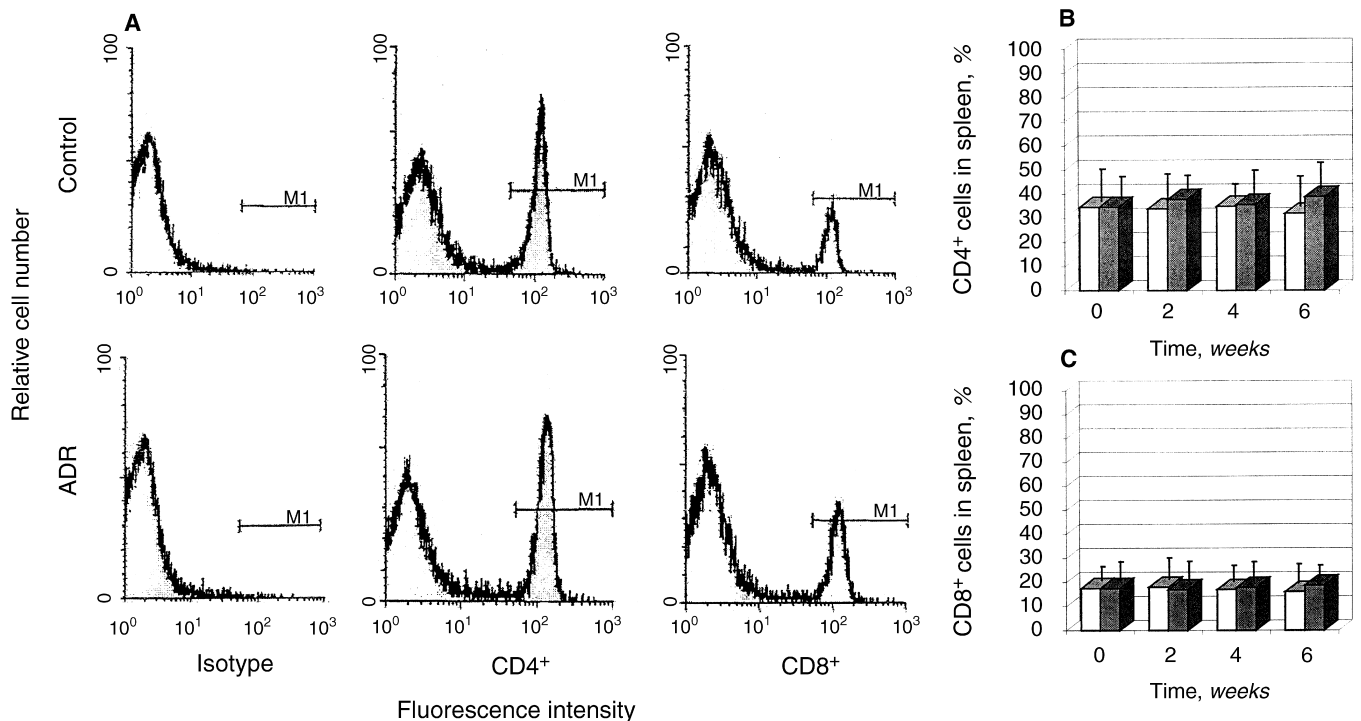 A
Relative cell number
Control
100
0
10⁰ 10¹ 10² 10³
M1
100
0
10⁰ 10¹ 10² 10³
M1
100
0
10⁰ 10¹ 10² 10³
M1
ADR
100
0
10⁰ 10¹ 10² 10³
M1
Isotype
100
0
10⁰ 10¹ 10² 10³
M1
CD4⁺
100
0
10⁰ 10¹ 10² 10³
M1
CD8⁺
Fluorescence intensity
B
CD4⁺ cells in spleen, %
100
90
80
70
60
50
40
30
20
10
0
0 2 4 6
Time, weeks
C
CD8⁺ cells in spleen, %
100
90
80
70
60
50
40
30
20
10
0
0 2 4 6
Time, weeks